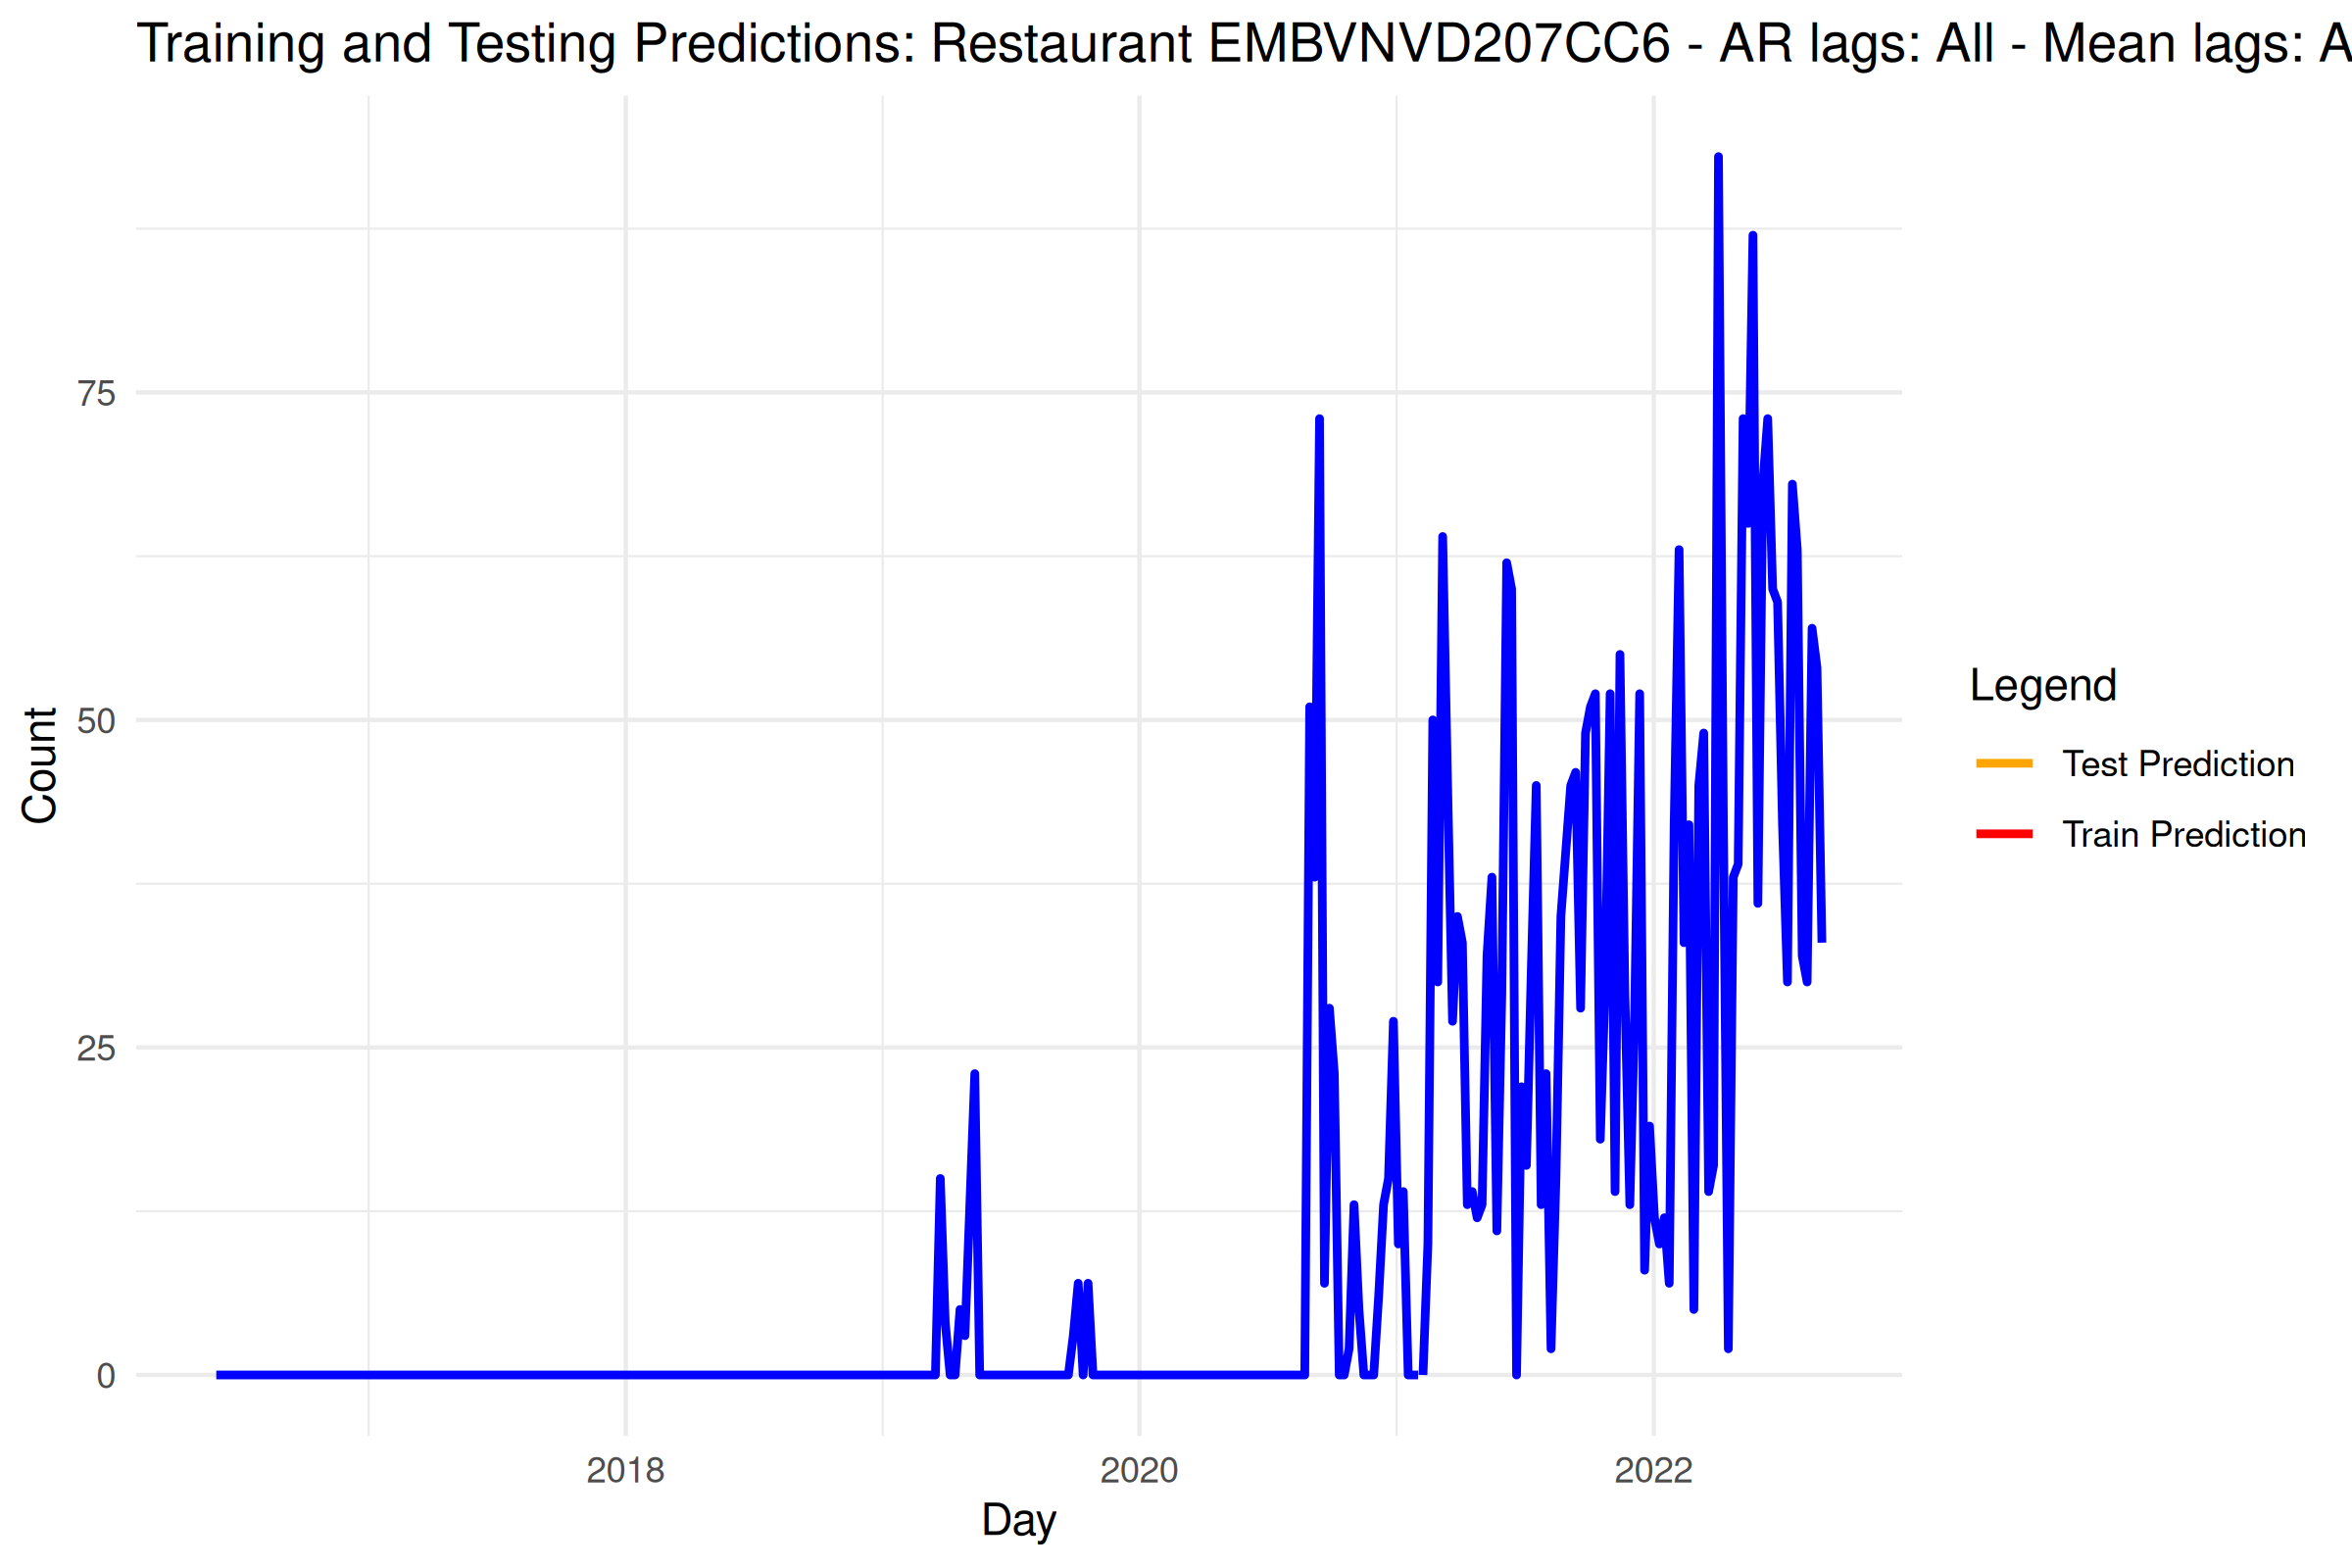 Training and Testing Predictions: Restaurant EMBVNVD207CC6 - AR lags: All - Mean lags: A
75
50
25
0
Count
2018 2020 2022
Day
Legend
Test Prediction
Train Prediction